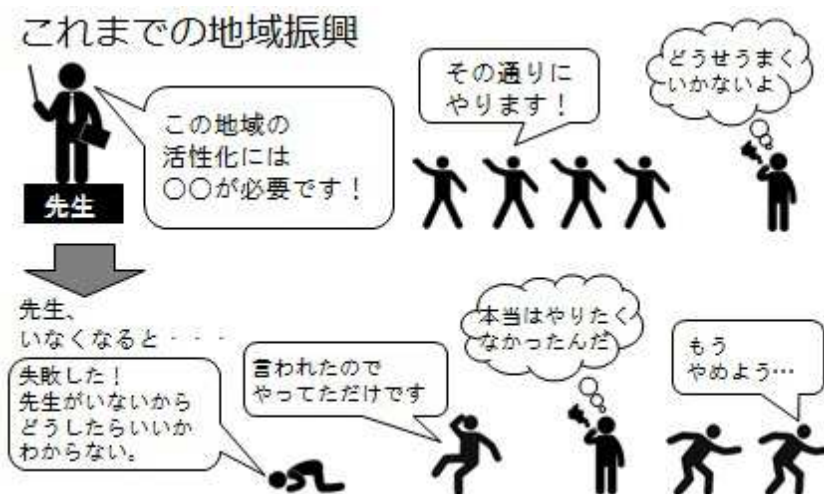 これまでの地域振興
この地域の
活性化には
○○が必要です！
先生
その通りに
やります！
どうせうまく
いかないよ
先生、
いなくなると・・・
失敗した！
先生がいないから
どうしたらいいか
わからない。
言われたので
やってただけです
本当はやりたく
なかったんだ
もう
やめよう…